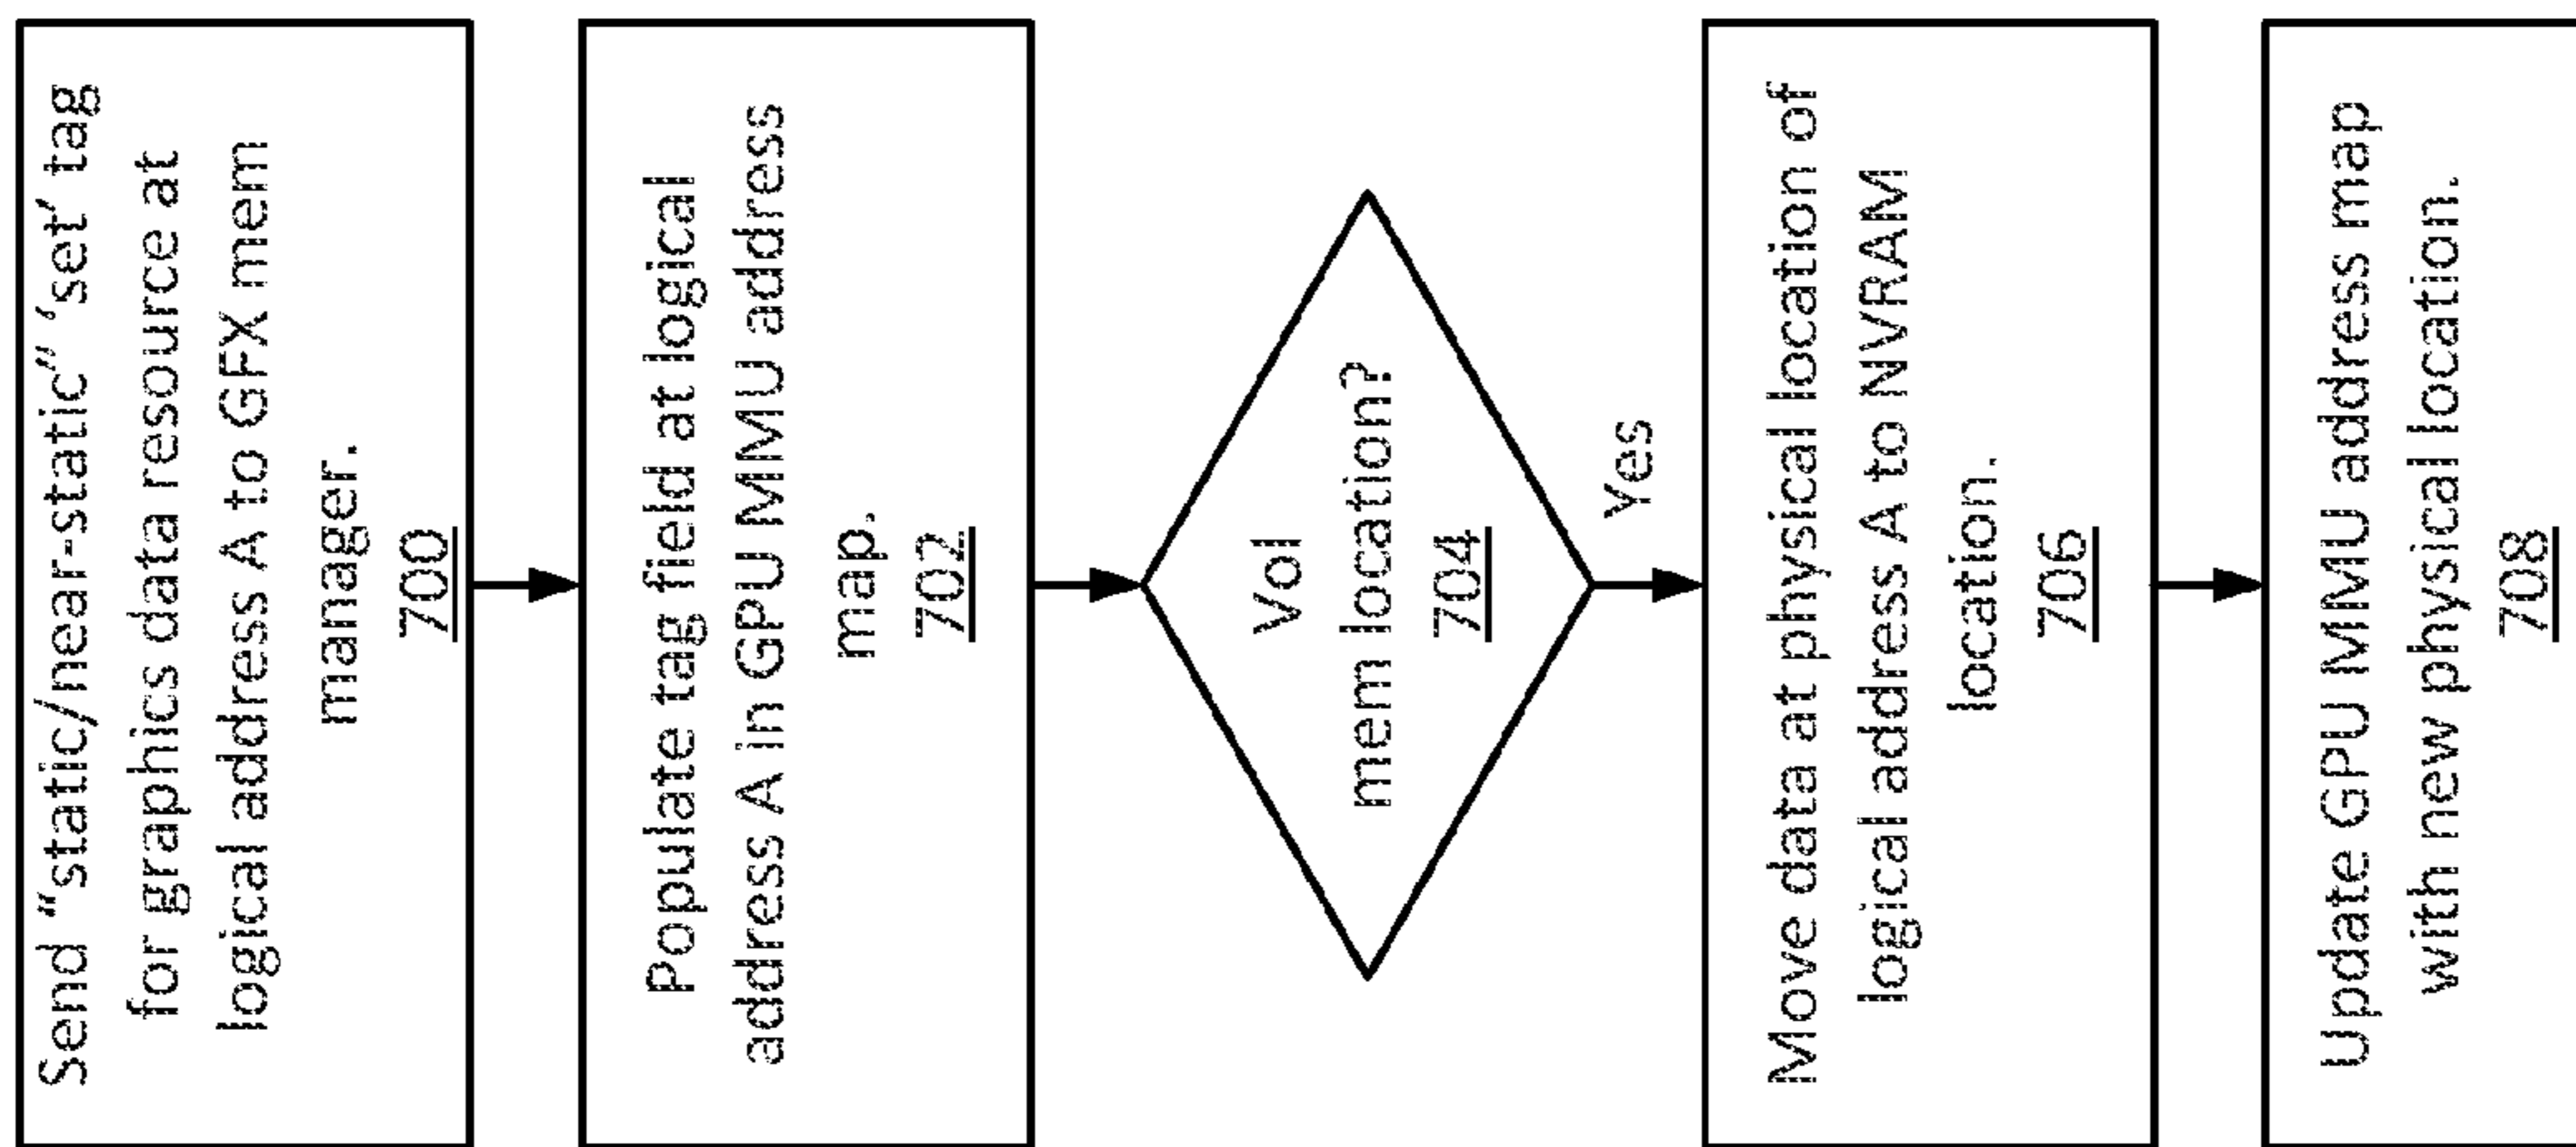 Send “static/near-static” ‘set’ tag
for graphics data resource at
logical address A to GFX mem
manager.
700
Populate tag field at logical
address A in GPU MMU address
map.
702
Vol
mem location?
704
Yes
Move data at physical location of
logical address A to NVRAM
location.
706
Update GPU MMU address map
with new physical location.
708